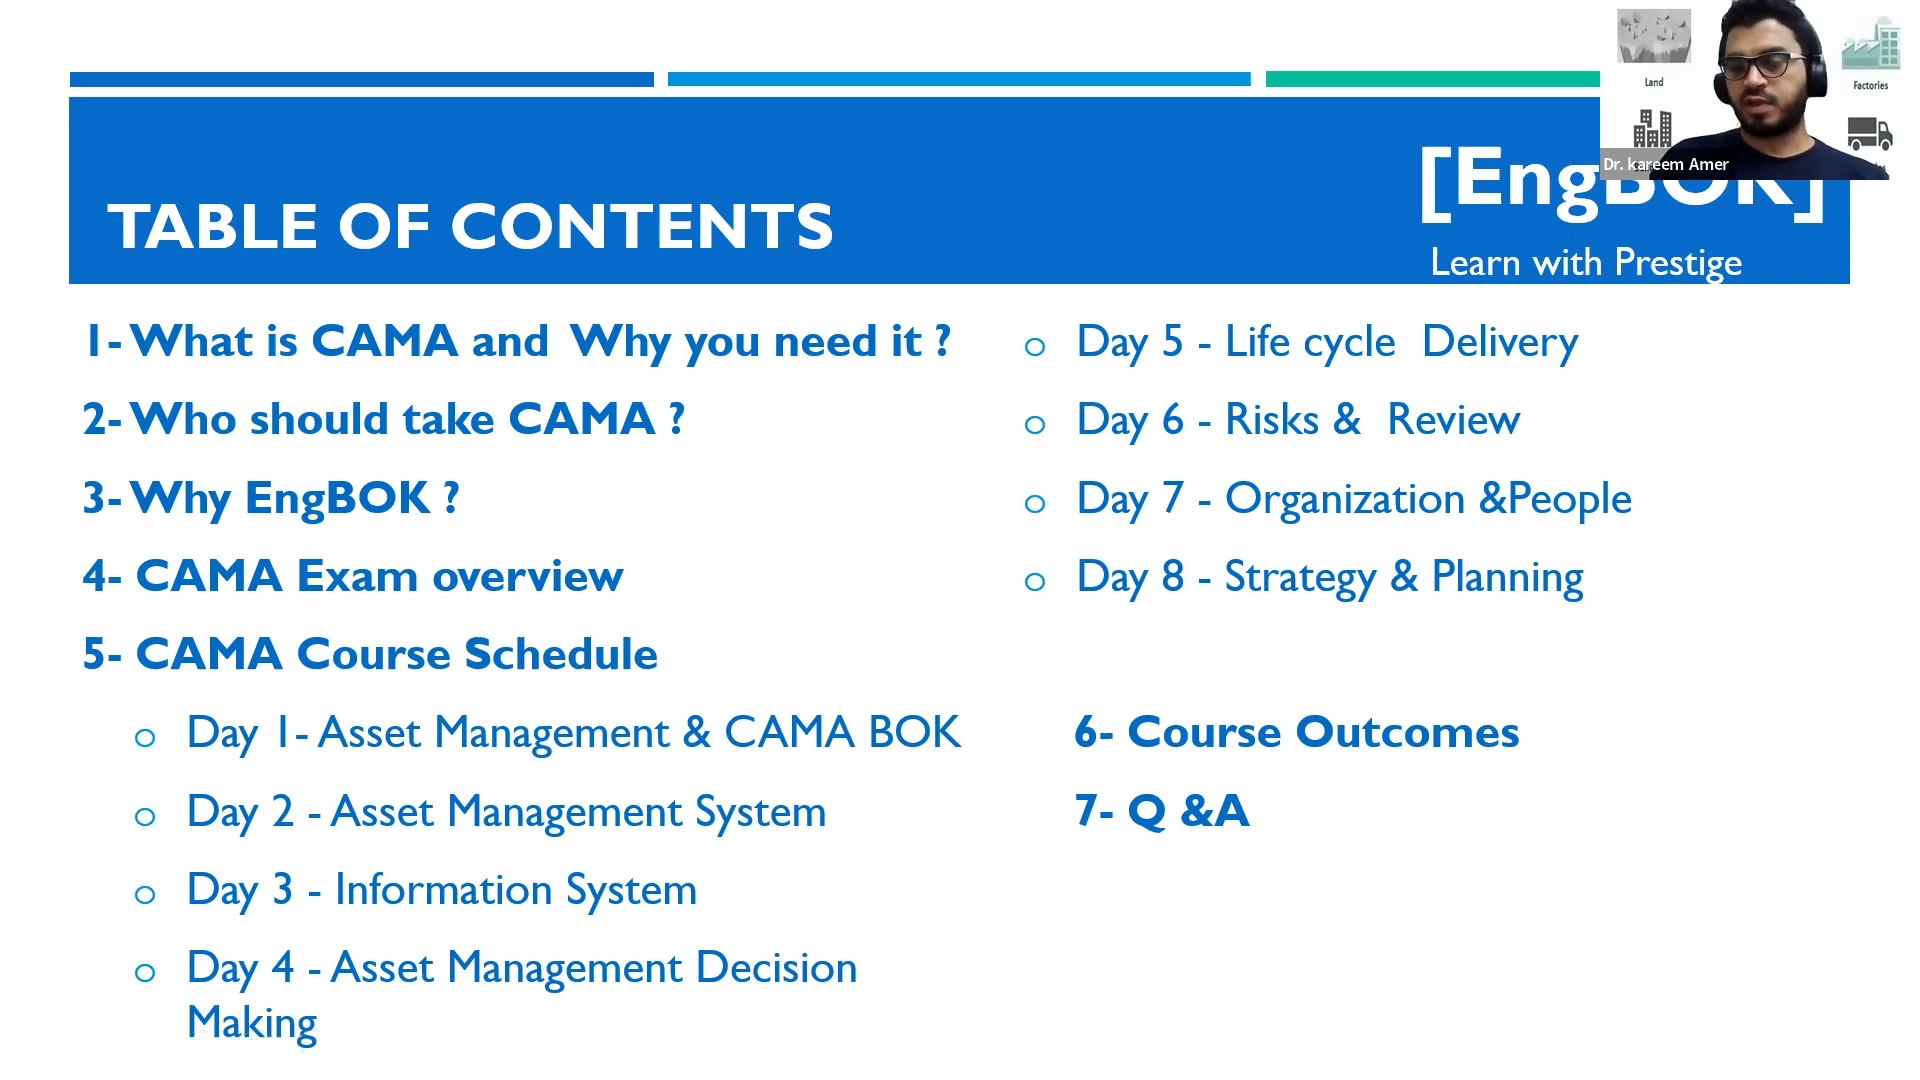 TABLE OF CONTENTS
[EngBOK]
Learn with Prestige
Land
Factories
Dr. kareem Amer
1- What is CAMA and Why you need it ?
2- Who should take CAMA ?
3- Why EngBOK ?
4- CAMA Exam overview
5- CAMA Course Schedule
Day 1- Asset Management & CAMA BOK
Day 2 - Asset Management System
Day 3 - Information System
Day 4 - Asset Management Decision
Making
Day 5 - Life cycle Delivery
Day 6 - Risks & Review
Day 7 - Organization &People
Day 8 - Strategy & Planning
6- Course Outcomes
7- Q &A